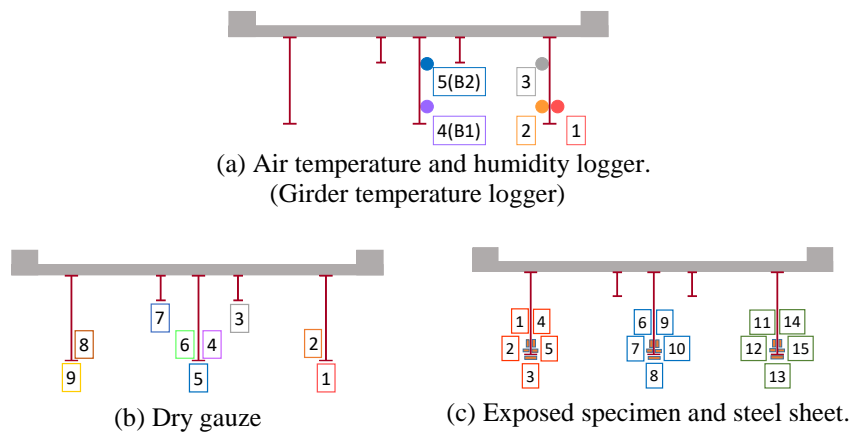 5(B2) 3
4(B1) 2 1
(a) Air temperature and humidity logger.
(Girder temperature logger)
7 3
8 6 4 2
9 5 1
(b) Dry gauze
1 4 6 9 11 14
2 5 7 10 12 15
3 8 13
(c) Exposed specimen and steel sheet.